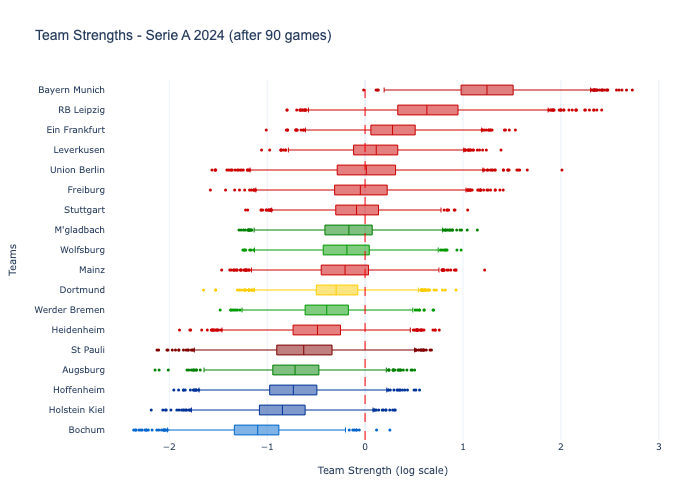 Team Strengths - Serie A 2024 (after 90 games)
Bayern Munich
RB Leipzig
Ein Frankfurt
Leverkusen
Union Berlin
Freiburg
Stuttgart
M'gladbach
Wolfsburg
Mainz
Dortmund
Werder Bremen
Heidenheim
St Pauli
Augsburg
Hoffenheim
Holstein Kiel
Bochum
Teams
−2 −1 0 1 2 3
Team Strength (log scale)